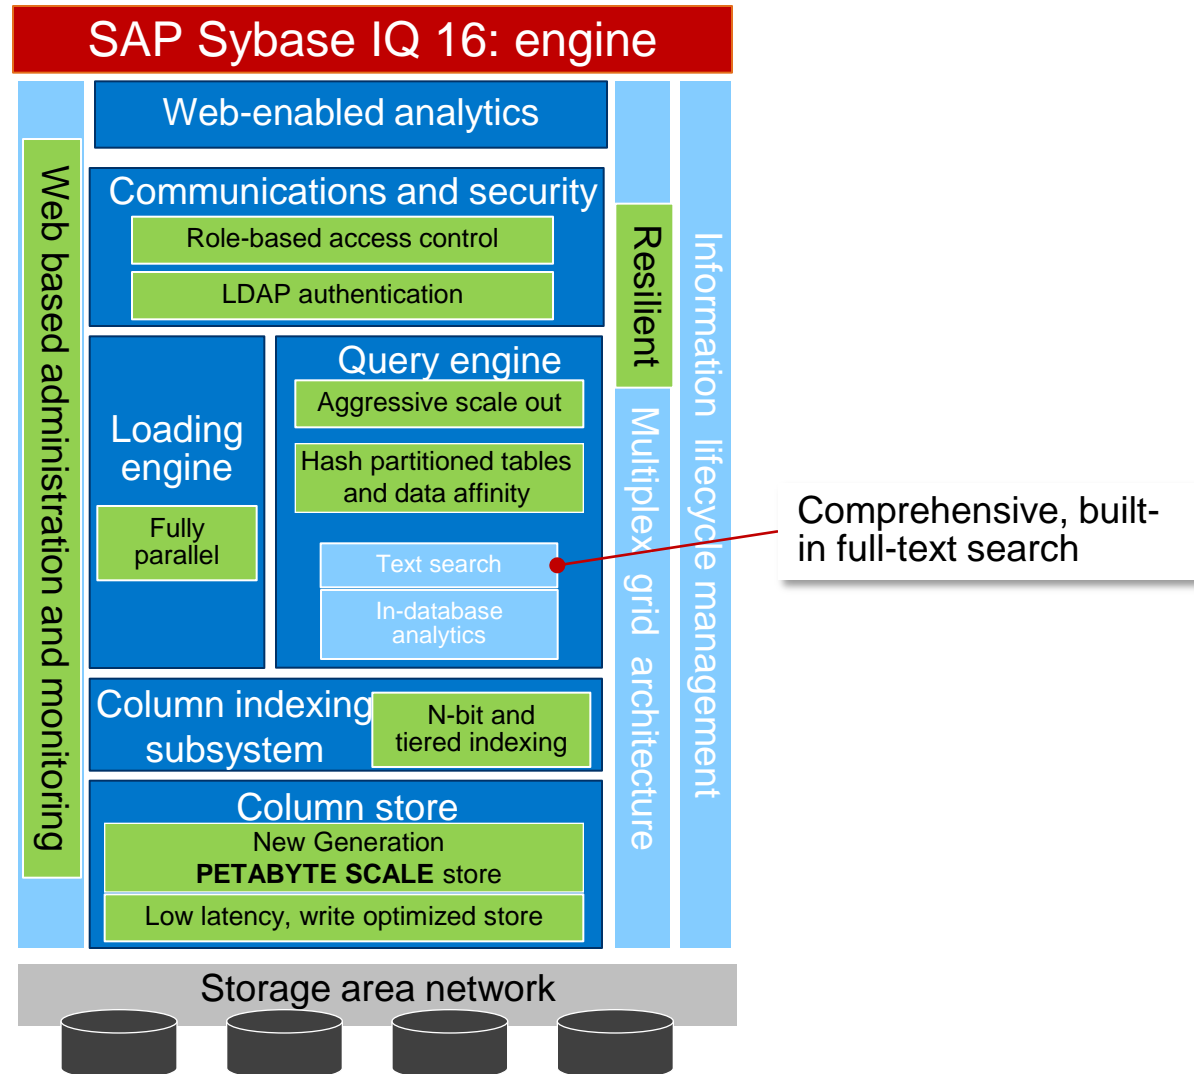 SAP Sybase IQ 16: engine
Web-enabled analytics
Web based administration and monitoring
Communications and security
Role-based access control
LDAP authentication
Resilient
Multiplex grid architecture
Information lifecycle management
Loading
engine
Fully
parallel
Query engine
Aggressive scale out
Hash partitioned tables
and data affinity
Text search
In-database
analytics
Comprehensive, built-
in full-text search
Column indexing
subsystem
N-bit and
tiered indexing
Column store
New Generation
PETABYTE SCALE store
Low latency, write optimized store
Storage area network